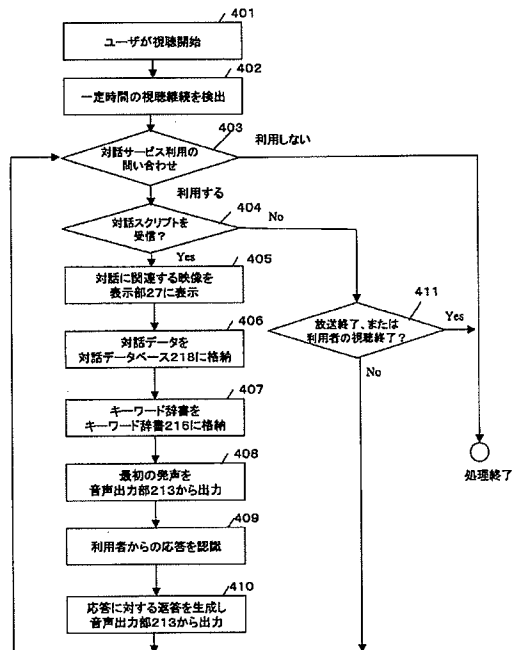 401
ユーザが視聴開始
402
一定時間の視聴継続を検出
403
対話サービス利用の
問い合わせ
利用しない
利用する
404
対話スクリプトを
受信?
No
Yes
405
対話に関連する映像を
表示部27に表示
411
放送終了、または
利用者の視聴終了?
Yes
No
406
対話データを
対話データベース218に格納
407
キーワード辞書を
キーワード辞書216に格納
処理終了
408
最初の発声を
音声出力部213から出力
409
利用者からの応答を認識
410
応答に対する返答を生成し
音声出力部213から出力